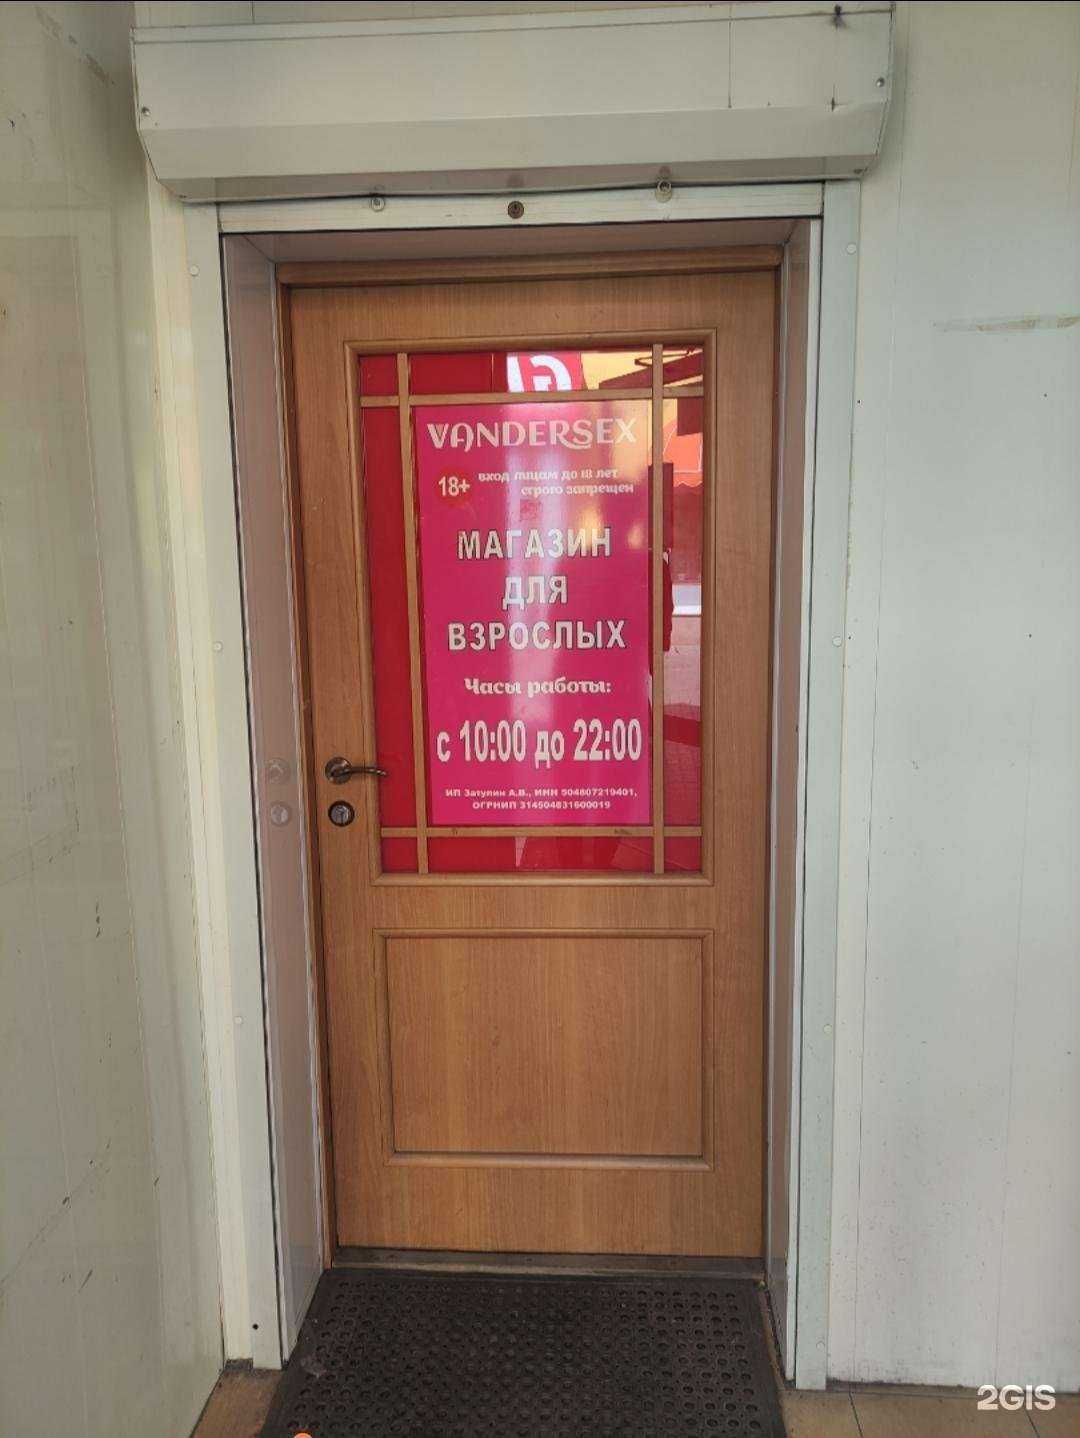 VANDERSEX
18+
вход лицам до 18 лет
строго запрещен
МАГАЗИН
ДЛЯ
ВЗРОСЛЫХ
Часы работы:
с 10:00 до 22:00
ИП Затулин А.В., ИНН 504807219401,
ОГРНИП 314504831600019
2GIS